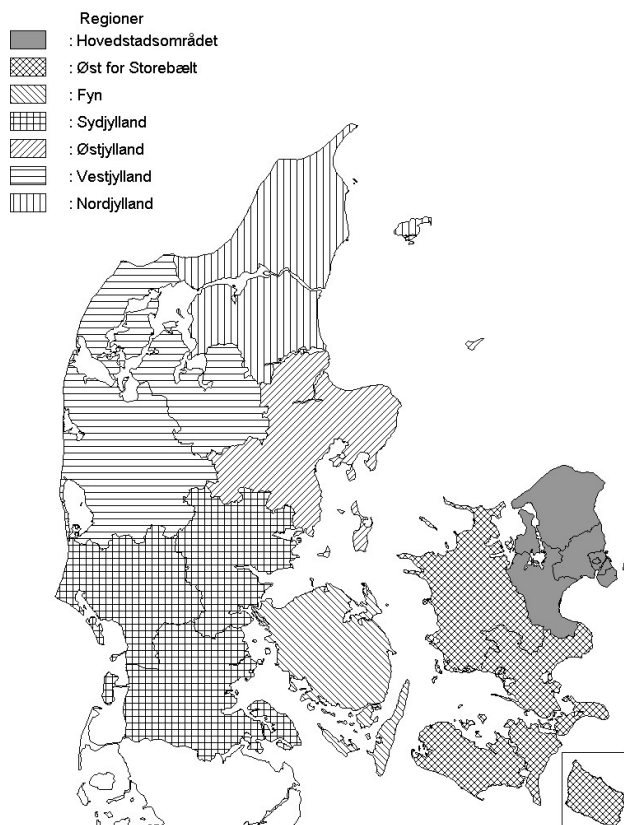 Regioner
: Hovedstadsområdet
: Øst for Storebælt
: Fyn
: Sydjylland
: Østjylland
: Vestjylland
: Nordjylland